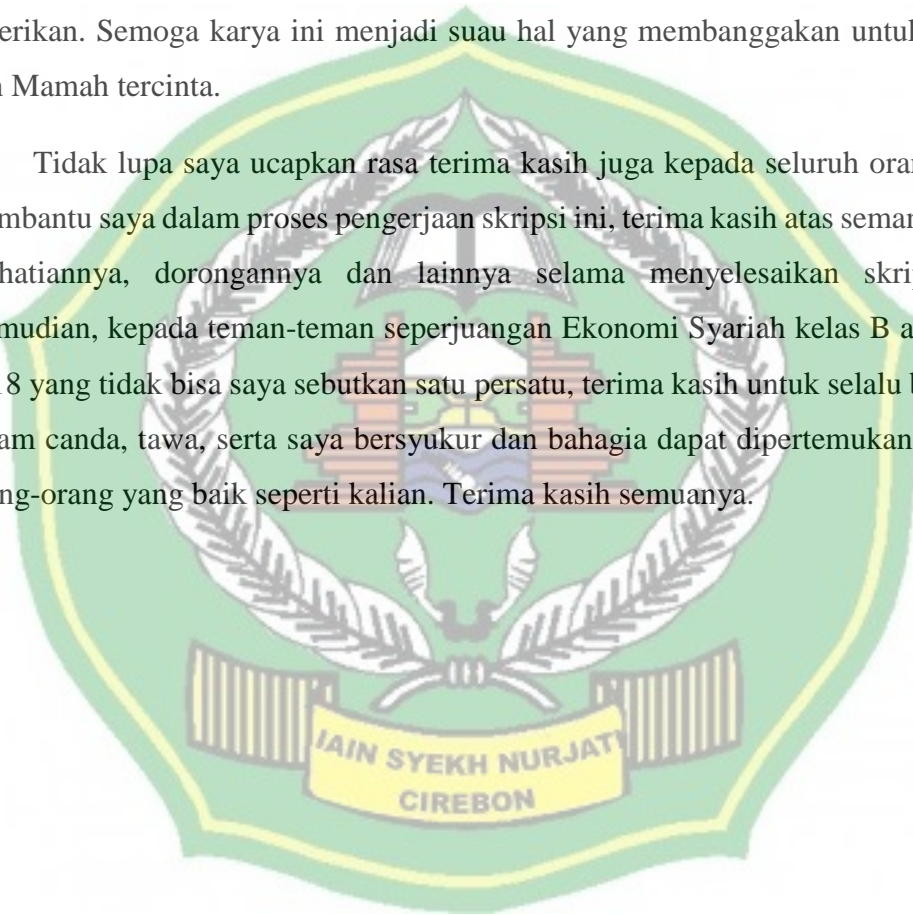 erikan. Semoga karya ini menjadi suau hal yang membanggakan untuk
n Mamah tercinta.
Tidak lupa saya ucapkan rasa terima kasih juga kepada seluruh oran
mbantu saya dalam proses pengerjaan skripsi ini, terima kasih atas seman
hatiannya, dorongannya dan lainnya selama menyelesaikan skrip
mudian, kepada teman-teman seperjuangan Ekonomi Syariah kelas B a
18 yang tidak bisa saya sebutkan satu persatu, terima kasih untuk selalu b
am canda, tawa, serta saya bersyukur dan bahagia dapat dipertemukan
ng-orang yang baik seperti kalian. Terima kasih semuanya.
IAIN SYEKH NURJATI
CIREBON